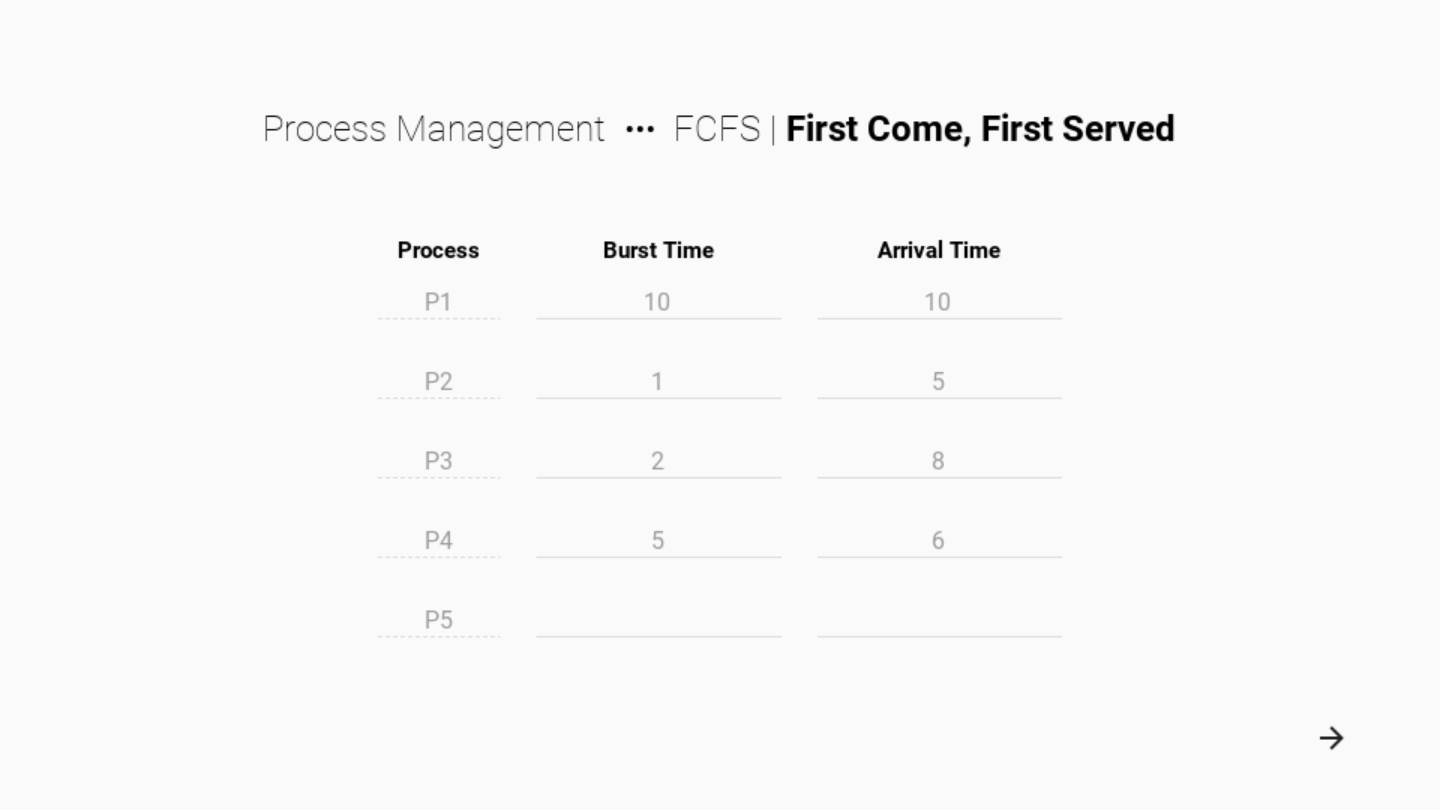 Process Management ••• FCFS | First Come, First Served
Process Burst Time Arrival Time
P1 10 10
P2 1 5
P3 2 8
P4 5 6
P5